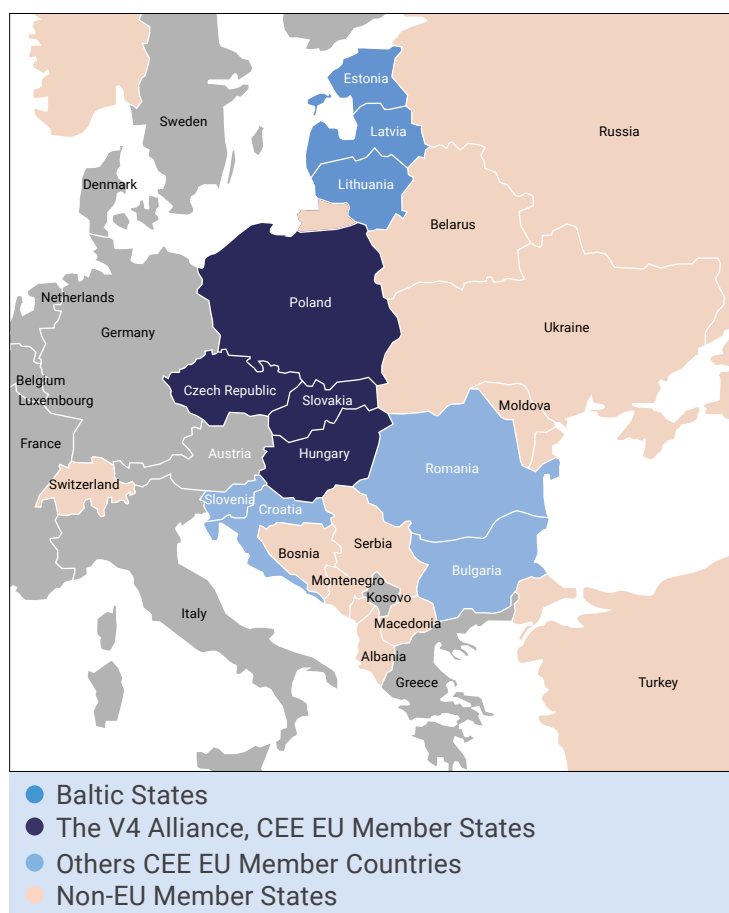 Estonia
Sweden
Latvia
Russia
Denmark
Lithuania
Belarus
Netherlands
Poland
Germany
Ukraine
Belgium
Czech Republic
Luxembourg
Slovakia
Moldova
France
Austria
Hungary
Romania
Switzerland
Slovenia
Croatia
Serbia
Bosnia
Bulgaria
Montenegro
Kosovo
Italy
Macedonia
Albania
Greece
Turkey
Baltic States
The V4 Alliance, CEE EU Member States
Others CEE EU Member Countries
Non-EU Member States